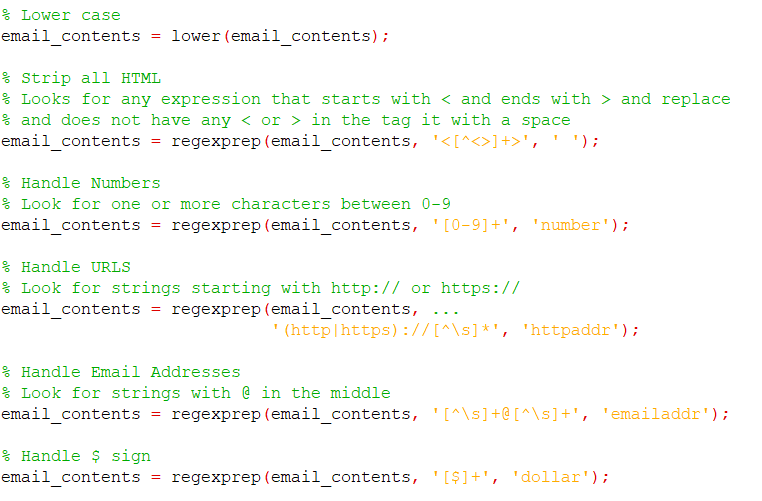 % Lower case
email_contents = lower(email_contents);
% Strip all HTML
% Looks for any expression that starts with < and ends with > and replace
% and does not have any < or > in the tag it with a space
email_contents = regexprep(email_contents, '<[^<>]+>', ' ');
% Handle Numbers
% Look for one or more characters between 0-9
email_contents = regexprep(email_contents, '[0-9]+', 'number');
% Handle URLS
% Look for strings starting with http:// or https://
email_contents = regexprep(email_contents, ...
'(http|https)://[^\s]*', 'httpaddr');
% Handle Email Addresses
% Look for strings with @ in the middle
email_contents = regexprep(email_contents, '[^\s]+@[^\s]+', 'emailaddr');
% Handle $ sign
email_contents = regexprep(email_contents, '[$]+', 'dollar');